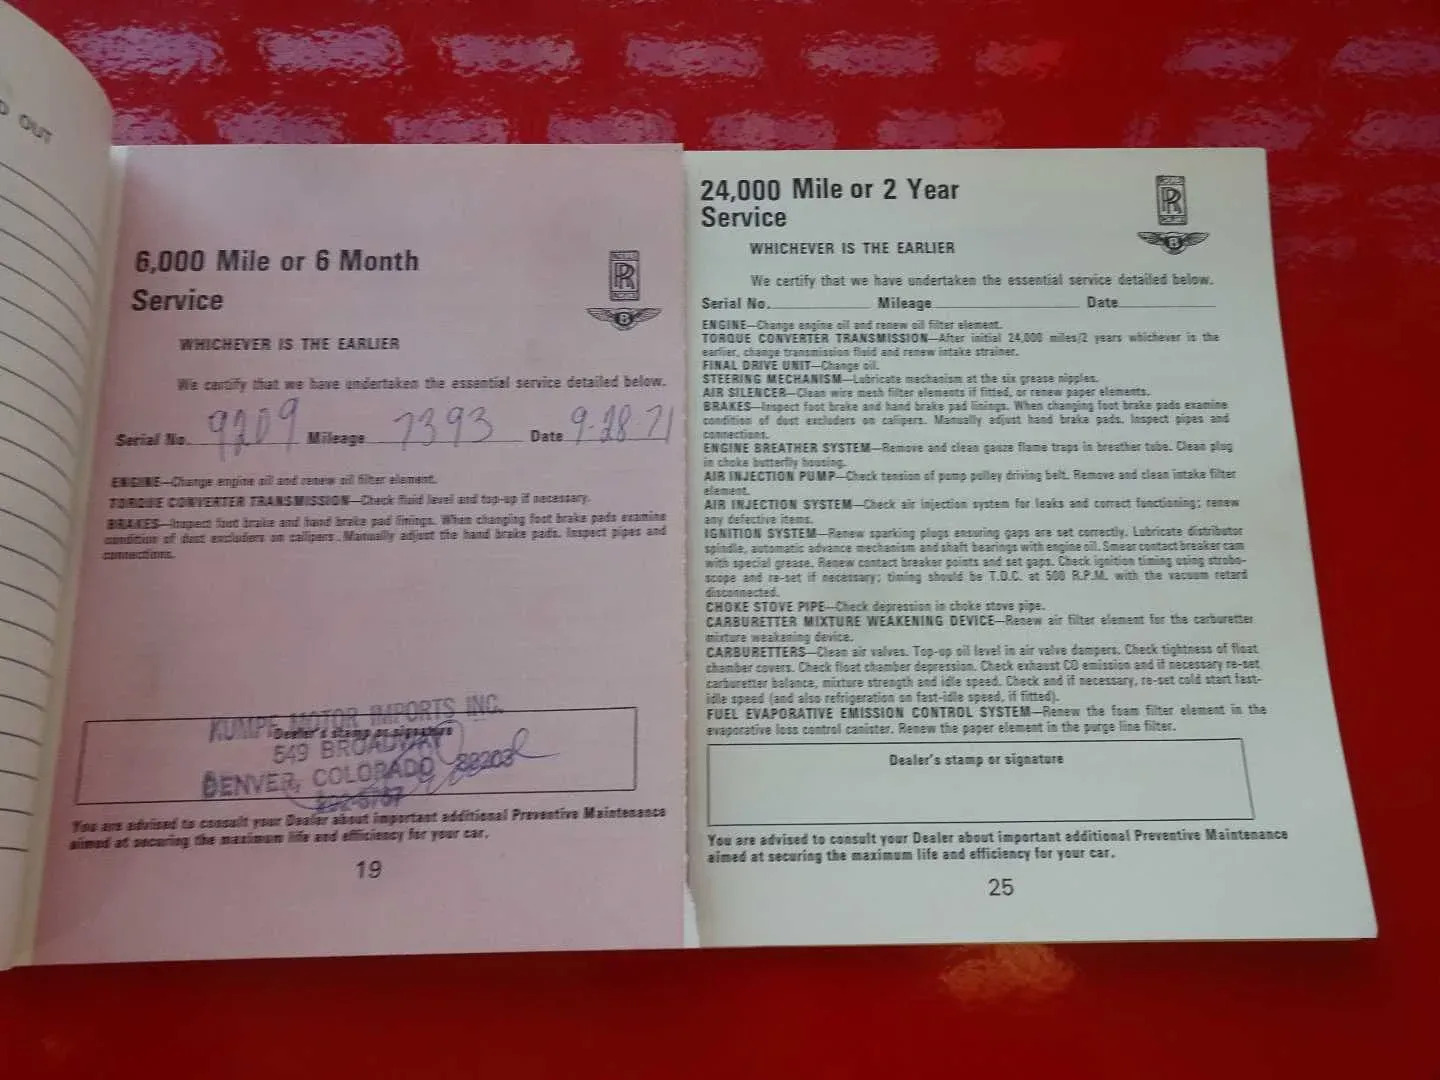 D OUT
6,000 Mile or 6 Month
Service
WHICHEVER IS THE EARLIER
We certify that we have undertaken the essential service detailed below.
Serial No. 9209 Mileage 7393 Date 9-28 71
ENGINE—Change engine oil and renew oil filter element.
TORQUE CONVERTER TRANSMISSION—Check fluid level and top-up if necessary.
BRAKES—Inspect foot brake and hand brake pad linings. When changing foot brake pads examine
condition of dust excluders on calipers. Manually adjust the hand brake pads. Inspect pipes and
connections.
KUMPF MOTOR IMPORTS INC.
Dealer's stamp or signature
549 BROADWAY
DENVER, COLORADO 80203
You are advised to consult your Dealer about important additional Preventive Maintenance
aimed at securing the maximum life and efficiency for your car.
19
ROLLS
RR
ROYCE
B
24,000 Mile or 2 Year
Service
WHICHEVER IS THE EARLIER
We certify that we have undertaken the essential service detailed below.
Serial No. Mileage Date
ENGINE—Change engine oil and renew oil filter element.
TORQUE CONVERTER TRANSMISSION—After initial 24,000 miles/2 years whichever is the
earlier, change transmission fluid and renew intake strainer.
FINAL DRIVE UNIT—Change oil.
STEERING MECHANISM—Lubricate mechanism at the six grease nipples.
AIR SILENCER—Clean wire mesh filter elements if fitted, or renew paper elements.
BRAKES—Inspect foot brake and hand brake pad linings. When changing foot brake pads examine
condition of dust excluders on calipers. Manually adjust hand brake pads. Inspect pipes and
connections.
ENGINE BREATHER SYSTEM—Remove and clean gauze flame traps in breather tube. Clean plug
in choke butterfly housing.
AIR INJECTION PUMP—Check tension of pump pulley driving belt. Remove and clean intake filter
element.
AIR INJECTION SYSTEM—Check air injection system for leaks and correct functioning; renew
any defective items.
IGNITION SYSTEM—Renew sparking plugs ensuring gaps are set correctly. Lubricate distributor
spindle, automatic advance mechanism and shaft bearings with engine oil. Smear contact breaker cam
with special grease. Renew contact breaker points and set gaps. Check ignition timing using strobo-
scope and re-set if necessary; timing should be T.D.C. at 500 R.P.M. with the vacuum retard
disconnected.
CHOKE STOVE PIPE—Check depression in choke stove pipe.
CARBURETTER MIXTURE WEAKENING DEVICE—Renew air filter element for the carburetter
mixture weakening device.
CARBURETTERS—Clean air valves. Top-up oil level in air valve dampers. Check tightness of float
chamber covers. Check float chamber depression. Check exhaust CO emission and if necessary re-set
carburetter balance, mixture strength and idle speed. Check and if necessary, re-set cold start fast-
idle speed (and also refrigeration on fast-idle speed, if fitted).
FUEL EVAPORATIVE EMISSION CONTROL SYSTEM—Renew the foam filter element in the
evaporative loss control canister. Renew the paper element in the purge line filter.
Dealer's stamp or signature
You are advised to consult your Dealer about important additional Preventive Maintenance
aimed at securing the maximum life and efficiency for your car.
25
ROLLS
RR
ROYCE
B